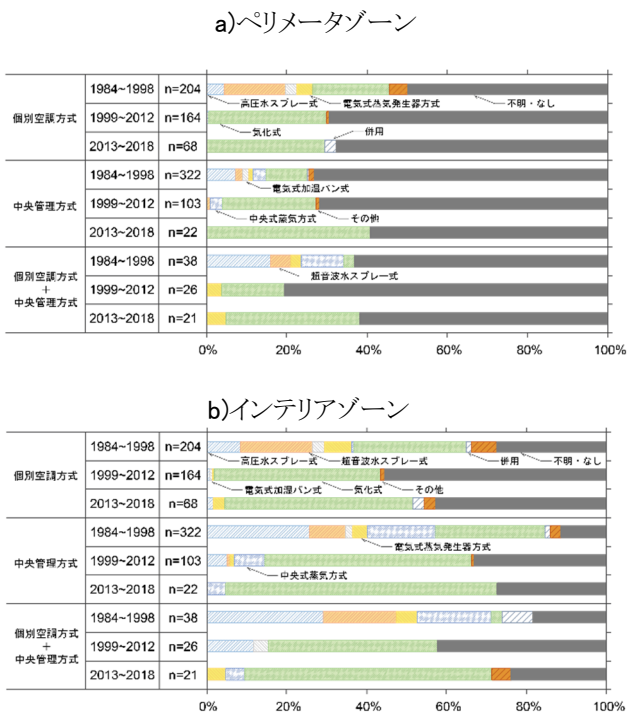 a)ペリメータゾーン
個別空調方式
1984~1998 n=204
高圧水スプレー式 電気式蒸気発生器方式 不明・なし
1999~2012 n=164
気化式 併用
2013~2018 n=68
中央管理方式
1984~1998 n=322
電気式加湿パン式
1999~2012 n=103
中央式蒸気方式 その他
2013~2018 n=22
個別空調方式
+
中央管理方式
1984~1998 n=38
超音波水スプレー式
1999~2012 n=26
2013~2018 n=21
0% 20% 40% 60% 80% 100%
b)インテリアゾーン
個別空調方式
1984~1998 n=204
高圧水スプレー式 超音波水スプレー式 併用 不明・なし
1999~2012 n=164
電気式加湿パン式 気化式 その他
2013~2018 n=68
中央管理方式
1984~1998 n=322
電気式蒸気発生器方式
1999~2012 n=103
中央式蒸気方式
2013~2018 n=22
個別空調方式
+
中央管理方式
1984~1998 n=38
1999~2012 n=26
2013~2018 n=21
0% 20% 40% 60% 80% 100%